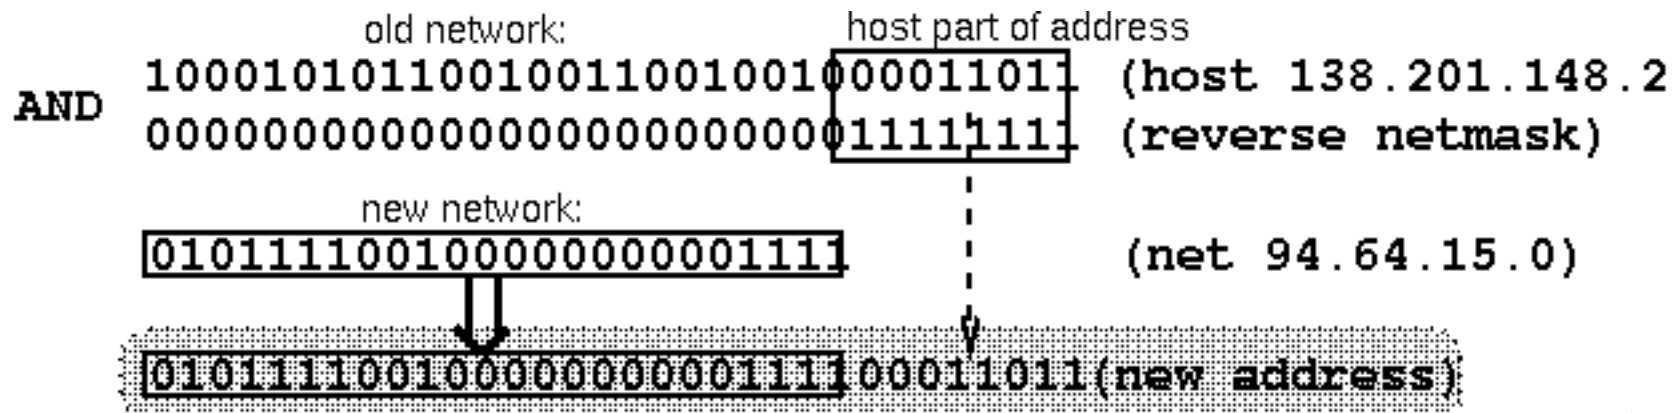 old network:
host part of address
10001010110010011001001000011011 (host 138.201.148.2
AND
00000000000000000000000011111111 (reverse netmask)
new network:
010111100100000000001111 (net 94.64.15.0)
01011110010000000000111100011011(new address)